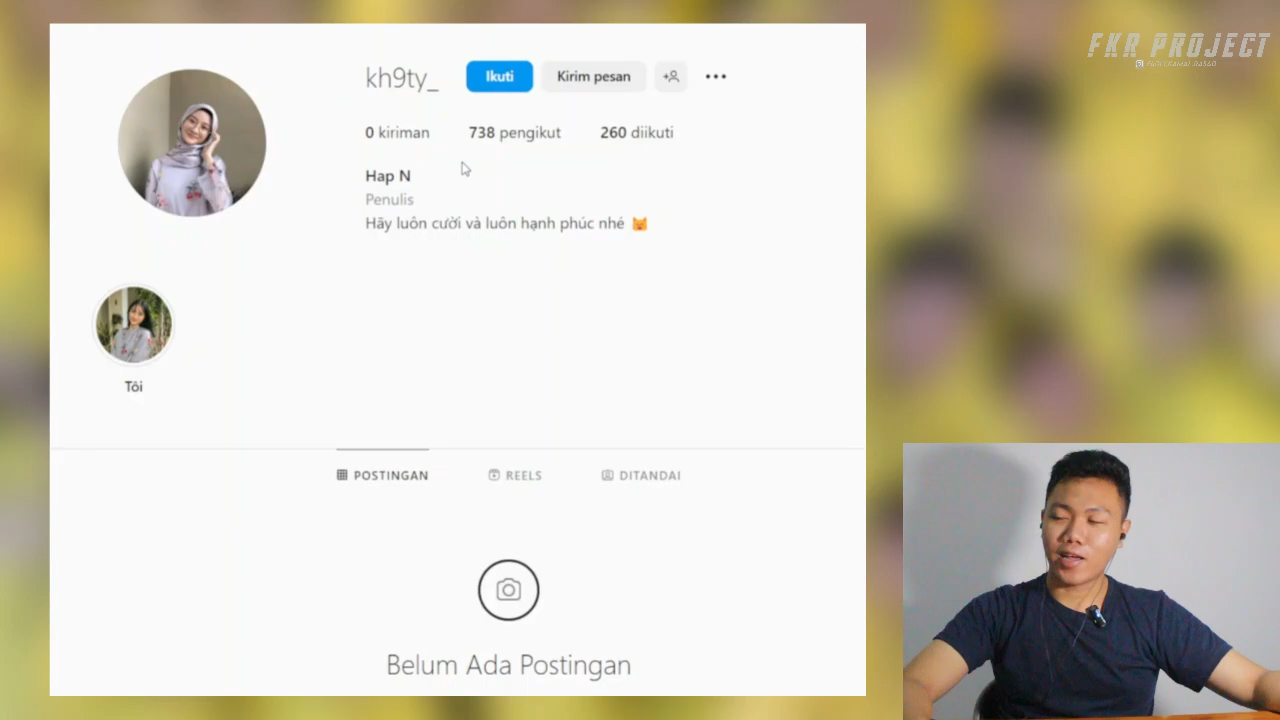 FKR PROJECT
kh9ty_
Ikuti
Kirim pesan
0 kiriman
738 pengikut
260 diikuti
Hap N
Penulis
Hãy luôn cười và luôn hạnh phúc nhé
Tôi
POSTINGAN
REELS
DITANDAI
Belum Ada Postingan